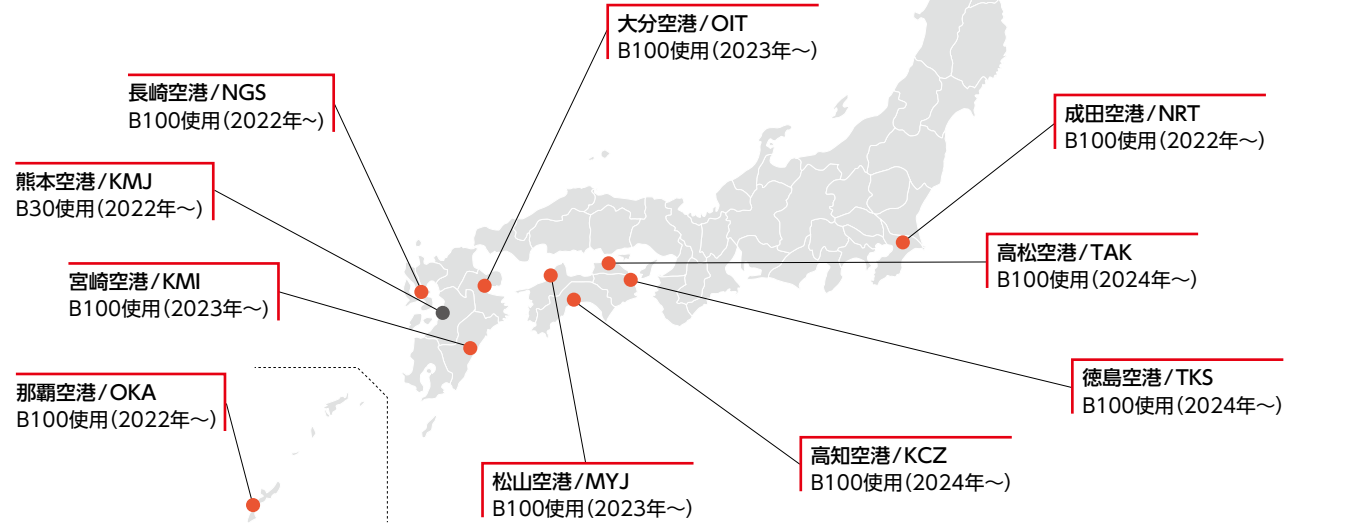 大分空港/OIT
B100使用(2023年～)
長崎空港/NGS
B100使用(2022年～)
成田空港/NRT
B100使用(2022年～)
熊本空港/KMJ
B30使用(2022年～)
高松空港/TAK
B100使用(2024年～)
宮崎空港/KMI
B100使用(2023年～)
徳島空港/TKS
B100使用(2024年～)
那覇空港/OKA
B100使用(2022年～)
高知空港/KCZ
B100使用(2024年～)
松山空港/MYJ
B100使用(2023年～)